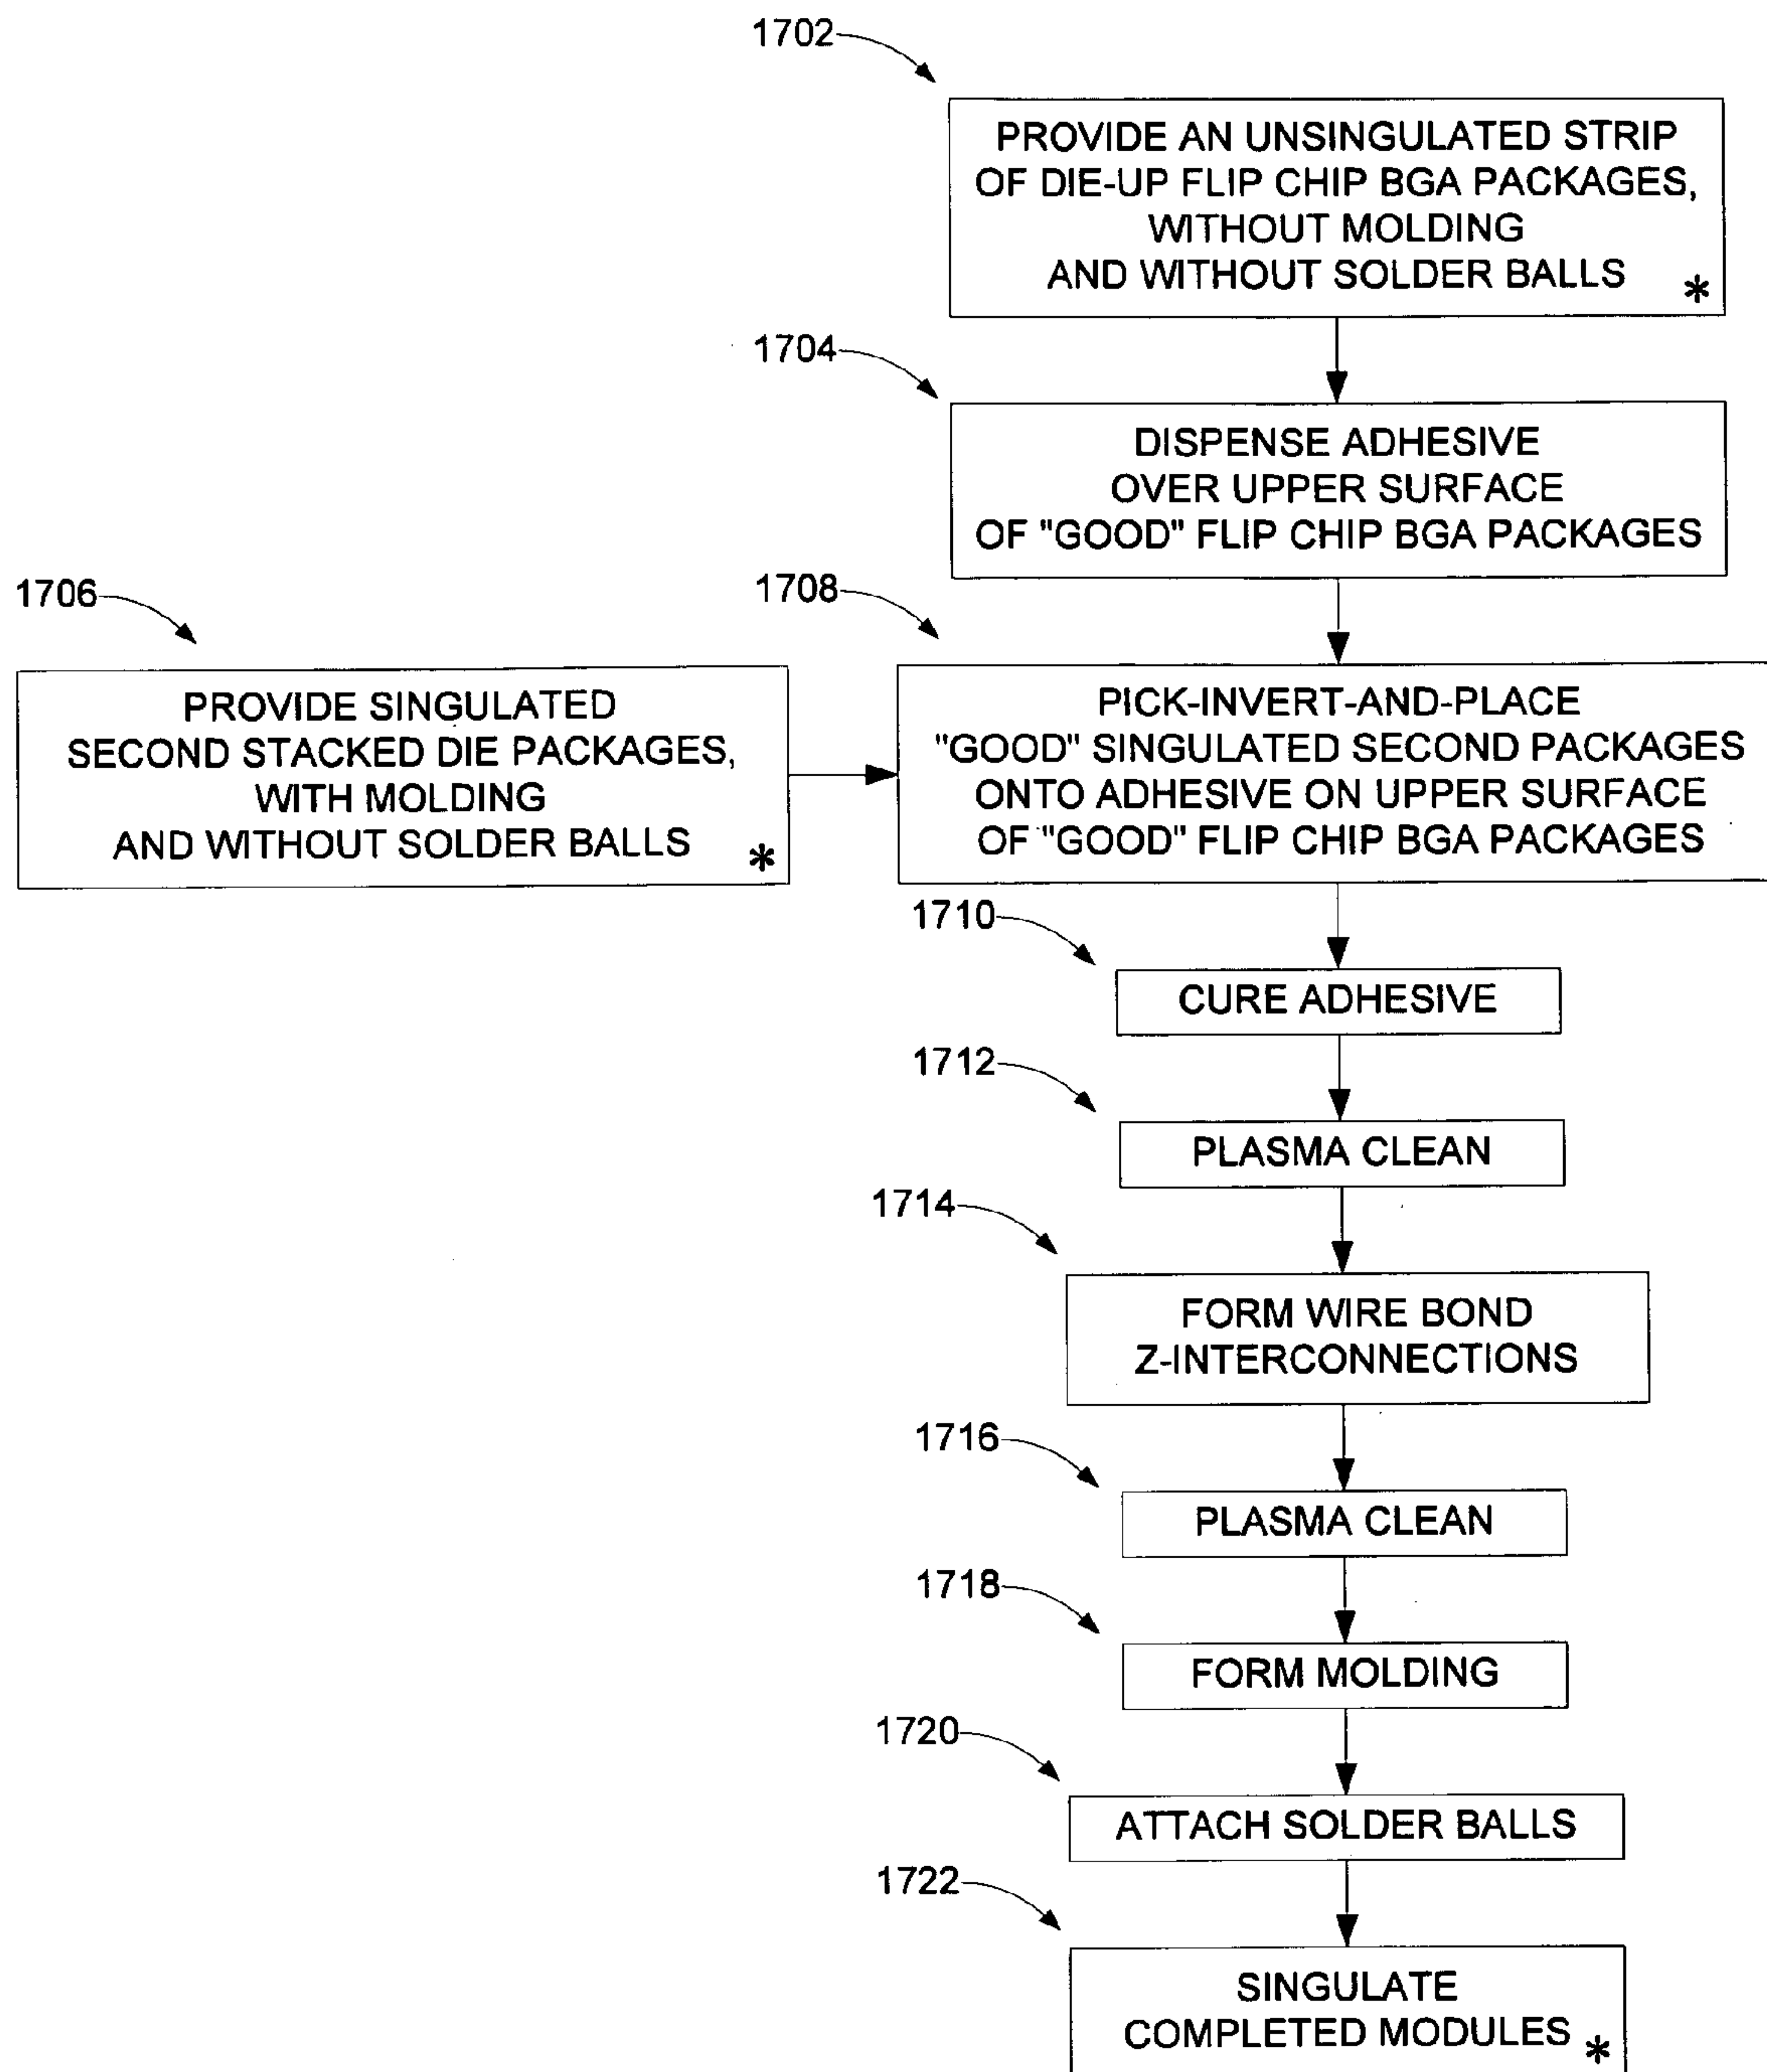 1702
PROVIDE AN UNSINGULATED STRIP
OF DIE-UP FLIP CHIP BGA PACKAGES,
WITHOUT MOLDING
AND WITHOUT SOLDER BALLS *
1704
DISPENSE ADHESIVE
OVER UPPER SURFACE
OF "GOOD" FLIP CHIP BGA PACKAGES
1706
PROVIDE SINGULATED
SECOND STACKED DIE PACKAGES,
WITH MOLDING
AND WITHOUT SOLDER BALLS *
1708
PICK-INVERT-AND-PLACE
"GOOD" SINGULATED SECOND PACKAGES
ONTO ADHESIVE ON UPPER SURFACE
OF "GOOD" FLIP CHIP BGA PACKAGES
1710
CURE ADHESIVE
1712
PLASMA CLEAN
1714
FORM WIRE BOND
Z-INTERCONNECTIONS
1716
PLASMA CLEAN
1718
FORM MOLDING
1720
ATTACH SOLDER BALLS
1722
SINGULATE
COMPLETED MODULES *